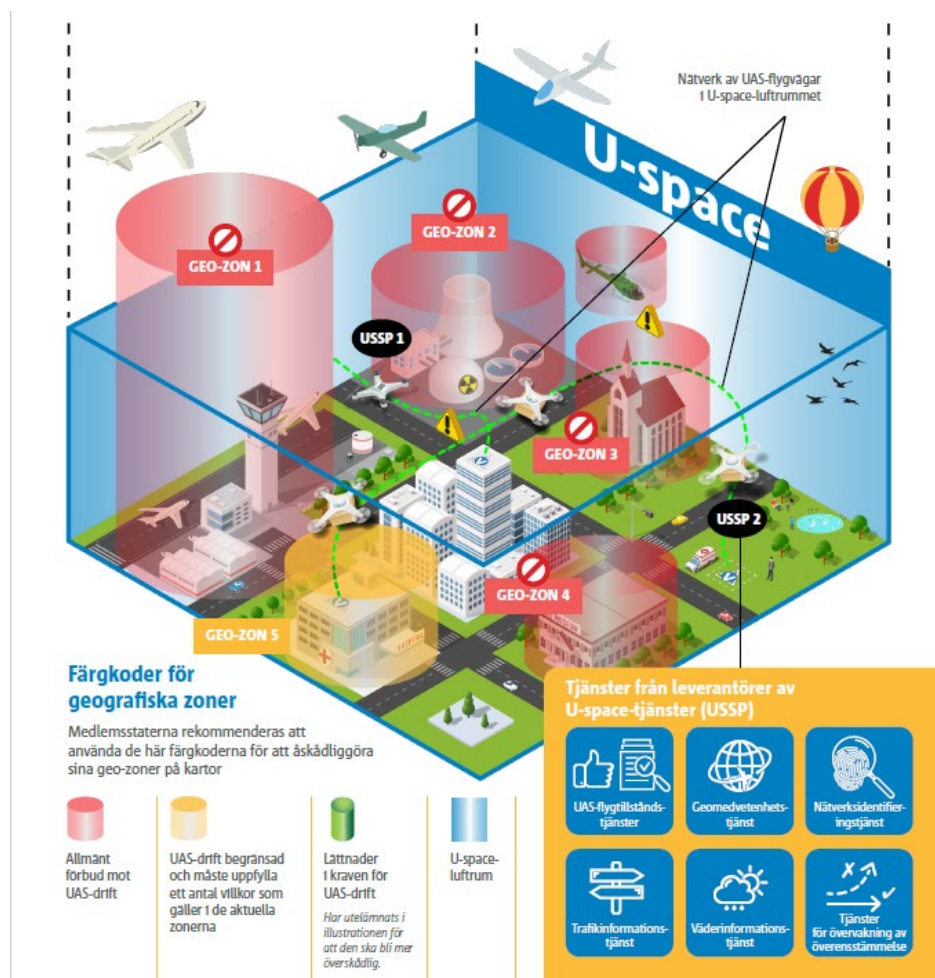 Nätverk av UAS-flygvägar
i U-space-luftrummet
U-space
GEO-ZON 1
GEO-ZON 2
USSP 1
GEO-ZON 3
USSP 2
GEO-ZON 4
GEO-ZON 5
HOSPITAL
Färgkoder för
geografiska zoner
Medlemsstaterna rekommenderas att
använda de här färgkoderna för att åskådliggöra
sina geo-zoner på kartor
Allmänt
förbud mot
UAS-drift
UAS-drift begränsad
och måste uppfylla
ett antal villkor som
gäller i de aktuella
zonerna
Lättnader
i kraven för
UAS-drift
Har utelämnats i
illustrationen för
att den ska bli mer
överskådlig.
U-space-
luftrum
Tjänster från leverantörer av
U-space-tjänster (USSP)
UAS-flygtillstånds-
tjänster
Geomedvetenhets-
tjänst
Nätverksidentifier-
ingstjänst
Trafikinformations-
tjänst
Väderinformations-
tjänst
Tjänster
för övervakning av
överensstämmelse